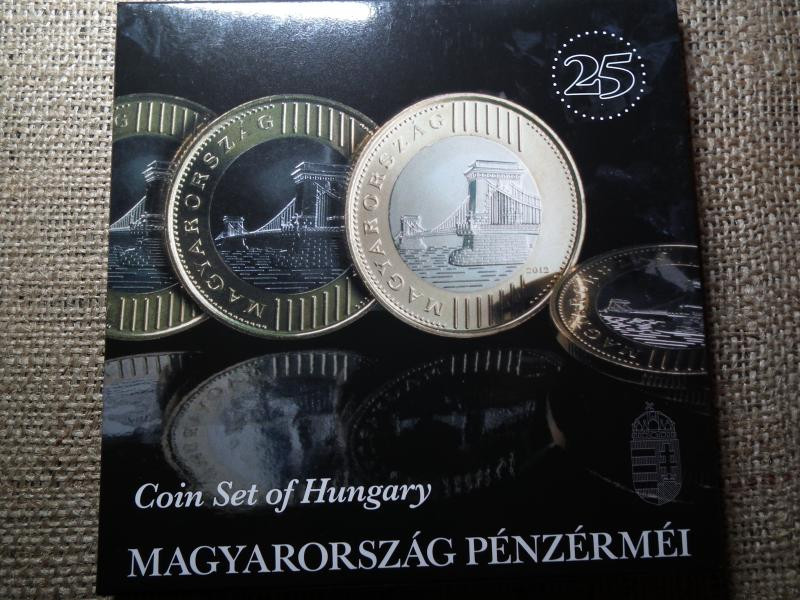 25
MAGYARORSZÁG
MAGYARORSZÁG
2012
Coin Set of Hungary
MAGYARORSZÁG PÉNZÉRMÉI